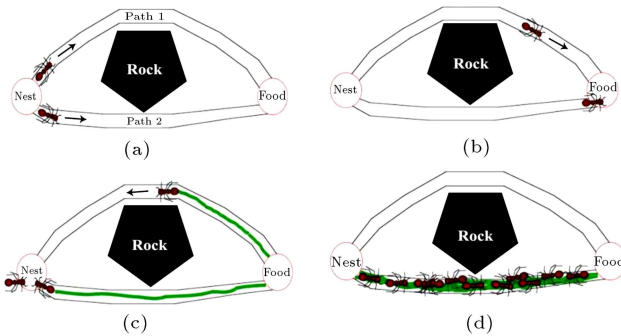 Path 1
Rock
Nest
Food
Path 2
(a)
Rock
Nest
Food
(b)
Rock
Nest
Food
(c)
Rock
Nest
Food
(d)